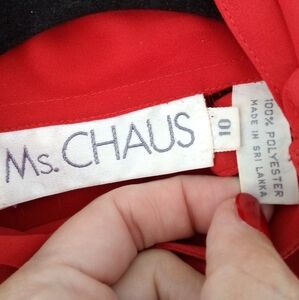 Ms. CHAUS
10
100% POLYESTER
MADE IN SRI LANKA